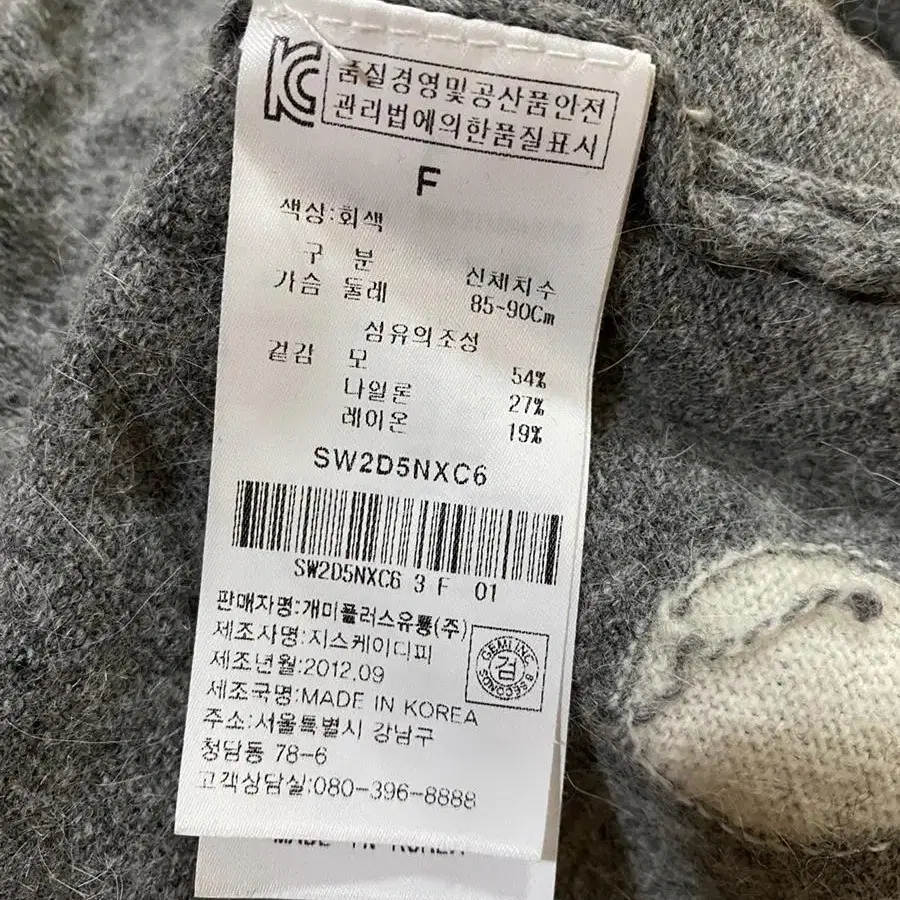 KC 품질경영및공산품안전
관리법에의한품질표시
F
색상:회색
구 분 신체치수
가슴 둘레 85~90Cm
섬유의조성
겉감 모 54%
나일론 27%
레이온 19%
SW2D5NXC6
SW2D5NXC6 3 F 01
판매자명:개미플러스유통(주)
제조자명:지스케이디피
제조년월:2012.09
제조국명:MADE IN KOREA
주소:서울특별시 강남구
청담동 78-6
고객상담실:080-396-8888
GEMI INC.
검
MADE IN KOREA